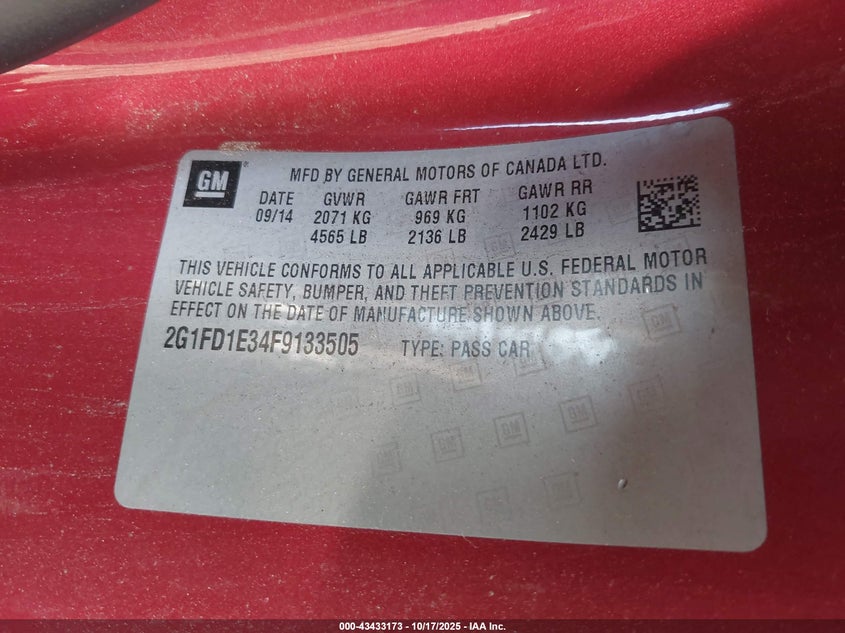 GM
MFD BY GENERAL MOTORS OF CANADA LTD.
DATE GVWR GAWR FRT GAWR RR
09/14 2071 KG 969 KG 1102 KG
4565 LB 2136 LB 2429 LB
THIS VEHICLE CONFORMS TO ALL APPLICABLE U.S. FEDERAL MOTOR
VEHICLE SAFETY, BUMPER, AND THEFT PREVENTION STANDARDS IN
EFFECT ON THE DATE OF MANUFACTURE SHOWN ABOVE.
2G1FD1E34F9133505 TYPE: PASS CAR
000-43433173 | 10/17/2025 - IAA Inc.